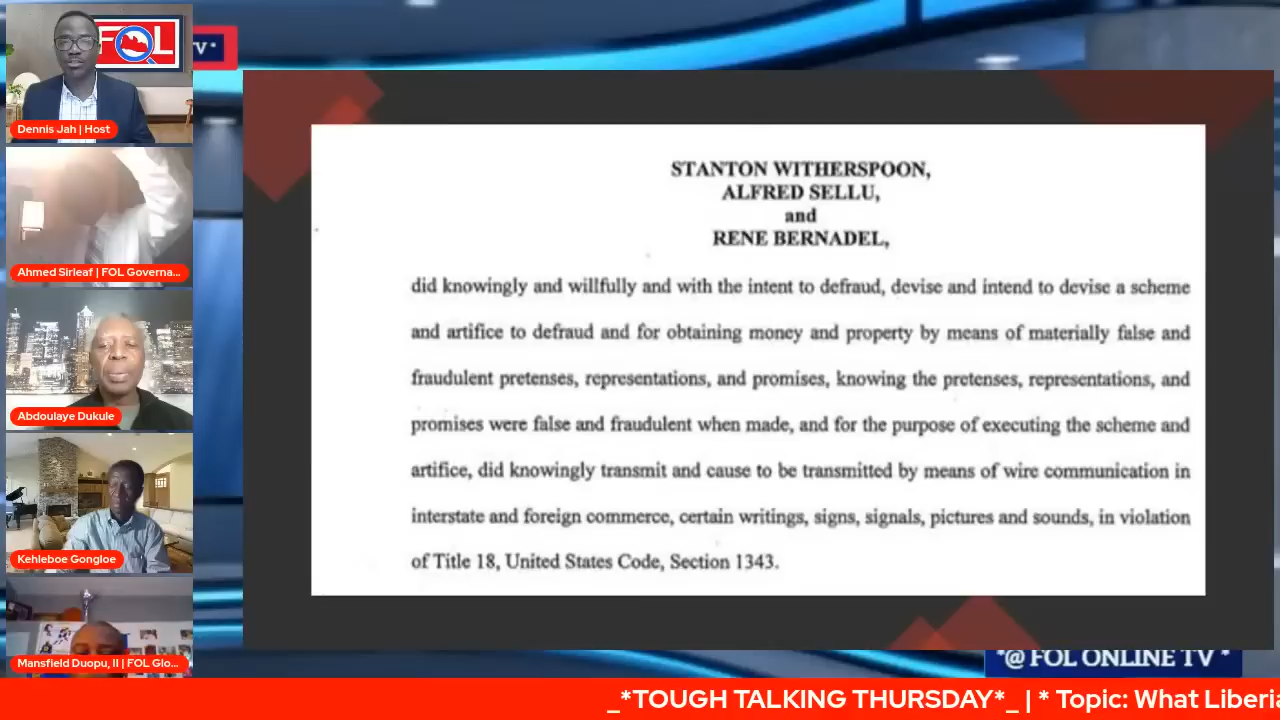 FOL
TV *
Dennis Jah | Host
Ahmed Sirleaf | FOL Governa...
Abdoulaye Dukule
Kehleboe Gongloe
Mansfield Duopu, II | FOL Glo...
STANTON WITHERSPOON,
ALFRED SELLU,
and
RENE BERNADEL,
did knowingly and willfully and with the intent to defraud, devise and intend to devise a scheme
and artifice to defraud and for obtaining money and property by means of materially false and
fraudulent pretenses, representations, and promises, knowing the pretenses, representations, and
promises were false and fraudulent when made, and for the purpose of executing the scheme and
artifice, did knowingly transmit and cause to be transmitted by means of wire communication in
interstate and foreign commerce, certain writings, signs, signals, pictures and sounds, in violation
of Title 18, United States Code, Section 1343.
*@ FOL ONLINE TV *
_*TOUGH TALKING THURSDAY*_ | * Topic: What Liberia